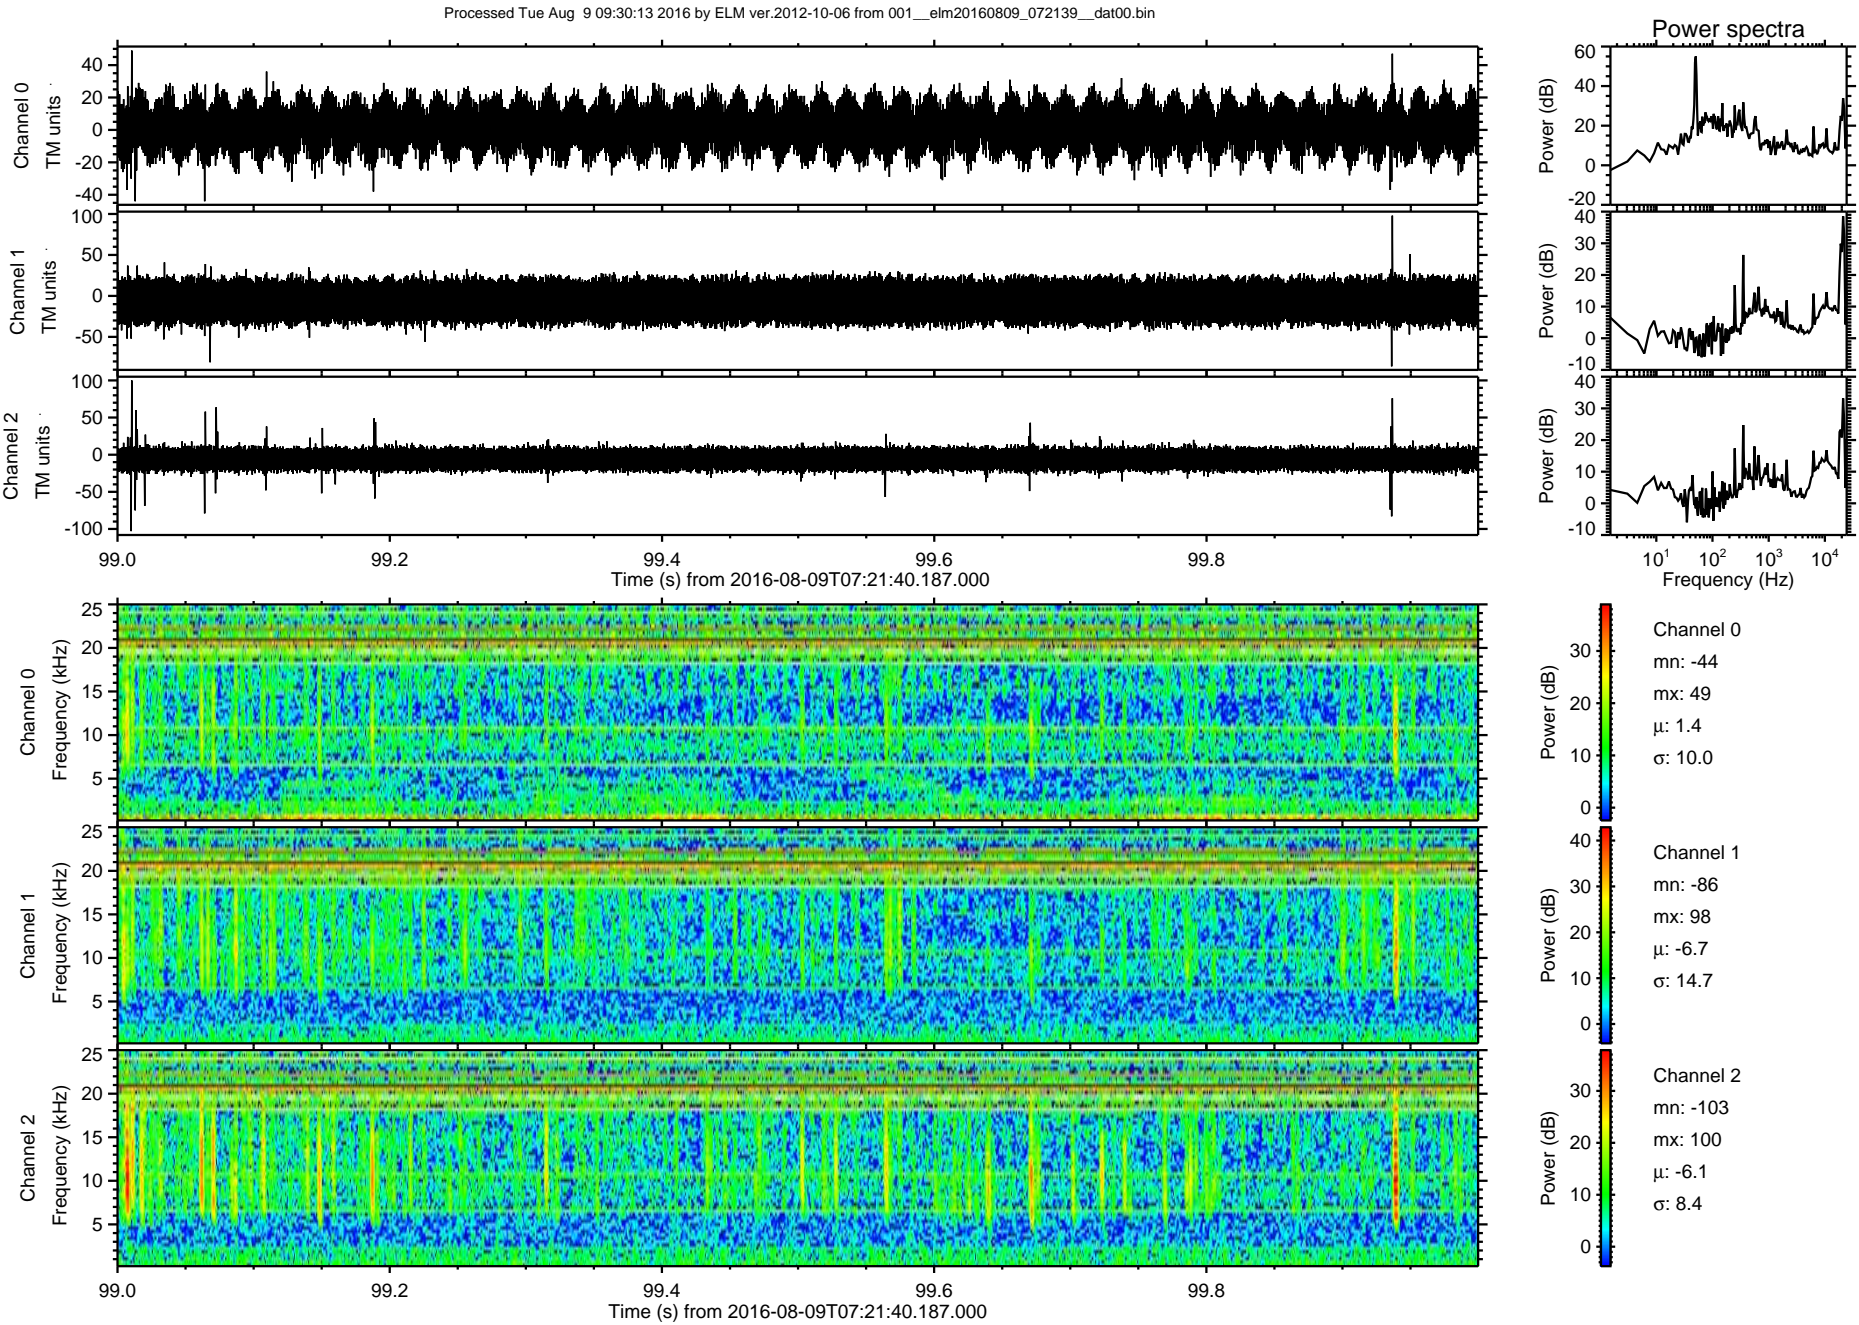 Processed Tue Aug  9 09:30:13 2016 by ELM ver.2012-10-06 from 001__elm20160809_072139__dat00.bin
Power spectra
Channel 0
TM units
40
20
0
-20
-40
Power (dB)
60
40
20
0
-20
Channel 1
TM units
100
50
0
-50
Power (dB)
40
30
20
10
0
-10
Channel 2
TM units
100
50
0
-50
-100
Power (dB)
40
30
20
10
0
-10
99.0 99.2 99.4 99.6 99.8
Time (s) from 2016-08-09T07:21:40.187.000
10¹ 10² 10³ 10⁴
Frequency (Hz)
Channel 0
Frequency (kHz)
25
20
15
10
5
Power (dB)
30
20
10
0
Channel 0
mn: -44
mx: 49
μ: 1.4
σ: 10.0
Channel 1
Frequency (kHz)
25
20
15
10
5
Power (dB)
40
30
20
10
0
Channel 1
mn: -86
mx: 98
μ: -6.7
σ: 14.7
Channel 2
Frequency (kHz)
25
20
15
10
5
Power (dB)
30
20
10
0
Channel 2
mn: -103
mx: 100
μ: -6.1
σ: 8.4
99.0 99.2 99.4 99.6 99.8
Time (s) from 2016-08-09T07:21:40.187.000